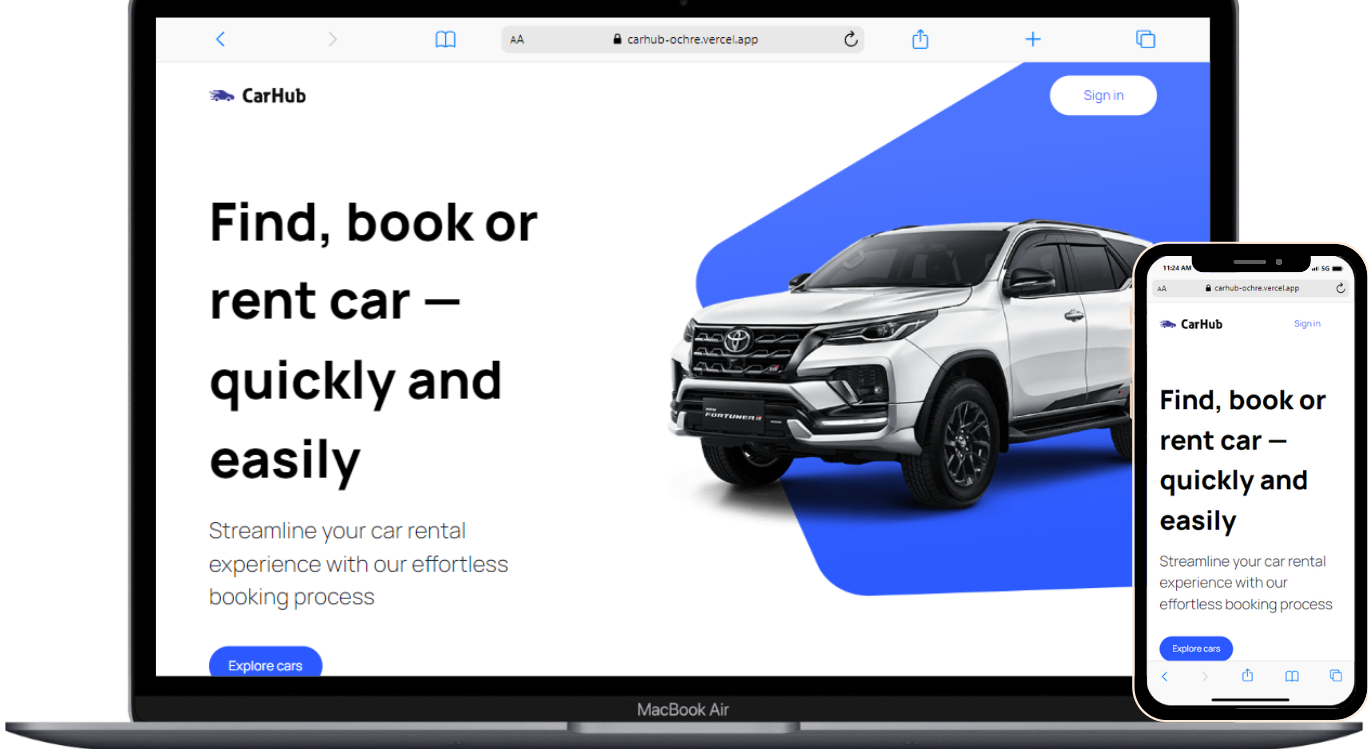 AA
carhub-ochre.vercel.app
CarHub
Sign in
Find, book or
rent car —
quickly and
easily
Streamline your car rental
experience with our effortless
booking process
Explore cars
NEW
FORTUNER
MacBook Air
11:24 AM
5G
AA
carhub-ochre.vercel.app
CarHub
Sign in
Find, book or
rent car —
quickly and
easily
Streamline your car rental
experience with our
effortless booking process
Explore cars